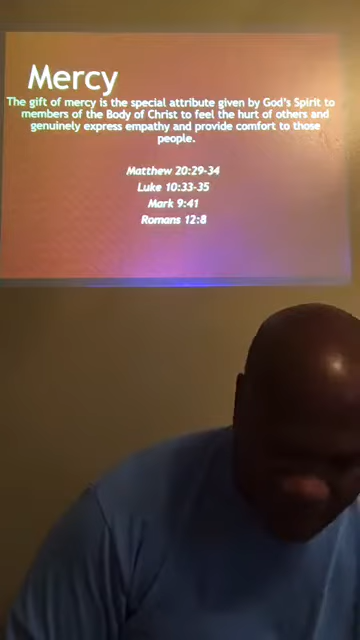 Mercy
The gift of mercy is the special attribute given by God's Spirit to
members of the Body of Christ to feel the hurt of others and
genuinely express empathy and provide comfort to those
people.
Matthew 20:29-34
Luke 10:33-35
Mark 9:41
Romans 12:8